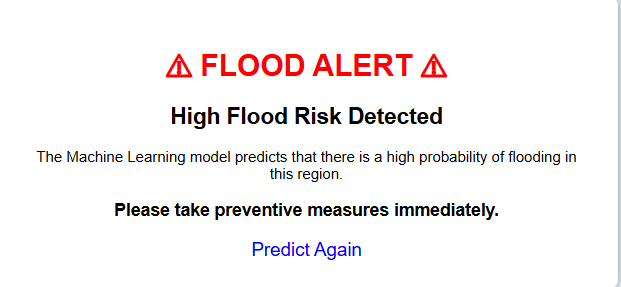 ⚠ FLOOD ALERT ⚠
High Flood Risk Detected
The Machine Learning model predicts that there is a high probability of flooding in
this region.
Please take preventive measures immediately.
Predict Again